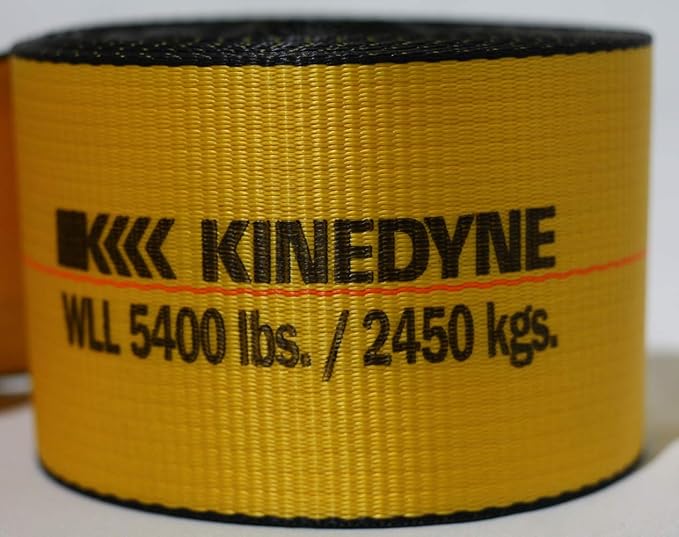 KINEDYNE
WLL 5400 lbs. / 2450 kgs.